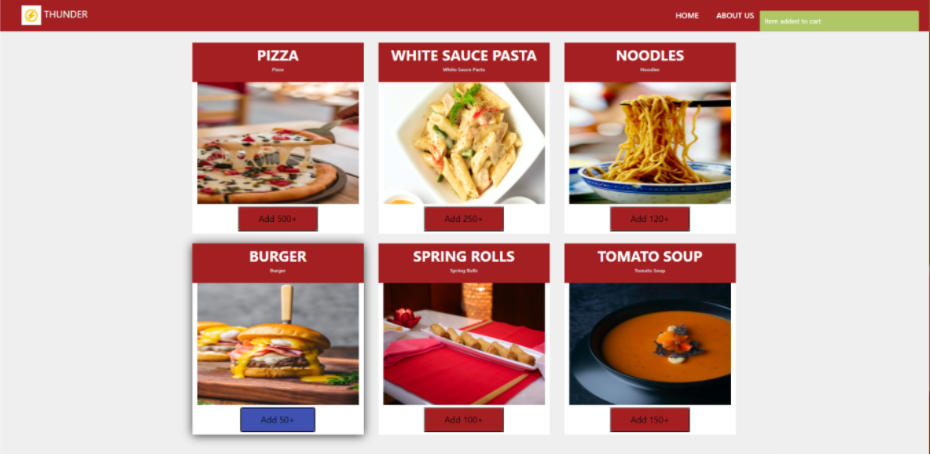 THUNDER
HOME ABOUT US
Item added to cart
PIZZA
Pizza
WHITE SAUCE PASTA
White Sauce Pasta
NOODLES
Noodles
Add 500+
Add 250+
Add 120+
BURGER
Burger
SPRING ROLLS
Spring Rolls
TOMATO SOUP
Tomato Soup
Add 50+
Add 100+
Add 150+